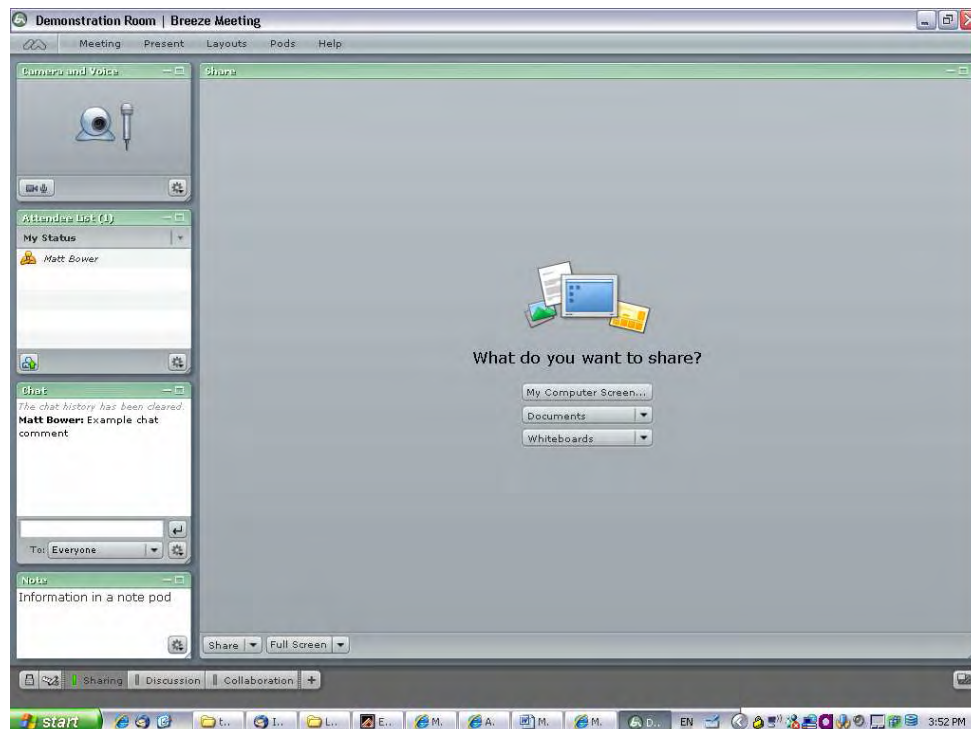 Demonstration Room | Breeze Meeting
Meeting Present Layouts Pods Help
Camera and Voice
Share
Attendee List (1)
My Status
Matt Bower
What do you want to share?
My Computer Screen...
Documents
Whiteboards
Chat
The chat history has been cleared.
Matt Bower: Example chat
comment
To: Everyone
Note
Information in a note pod
Share Full Screen
Sharing Discussion Collaboration +
start t.. I.. L.. E.. M. A. M. M. D.. EN 3:52 PM